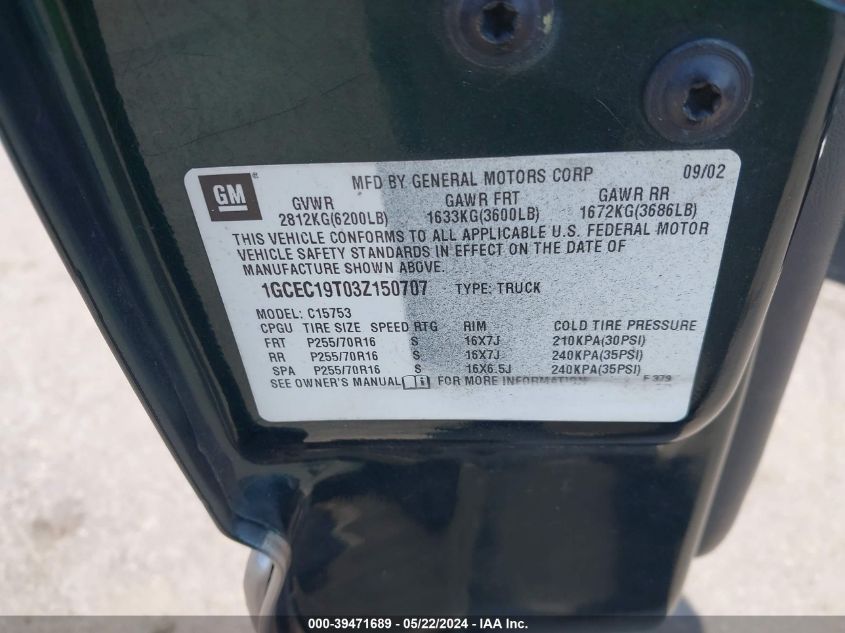 GM
®
MFD BY GENERAL MOTORS CORP 09/02
GVWR GAWR FRT GAWR RR
2812KG(6200LB) 1633KG(3600LB) 1672KG(3686LB)
THIS VEHICLE CONFORMS TO ALL APPLICABLE U.S. FEDERAL MOTOR
VEHICLE SAFETY STANDARDS IN EFFECT ON THE DATE OF
MANUFACTURE SHOWN ABOVE.
1GCEC19T03Z150707 TYPE: TRUCK
MODEL: C15753
CPGU TIRE SIZE SPEED RTG RIM COLD TIRE PRESSURE
FRT P255/70R16 S 16X7J 210KPA(30PSI)
RR P255/70R16 S 16X7J 240KPA(35PSI)
SPA P255/70R16 S 16X6.5J 240KPA(35PSI)
SEE OWNER'S MANUAL FOR MORE INFORMATION F 379
000-39471689 - 05/22/2024 - IAA Inc.